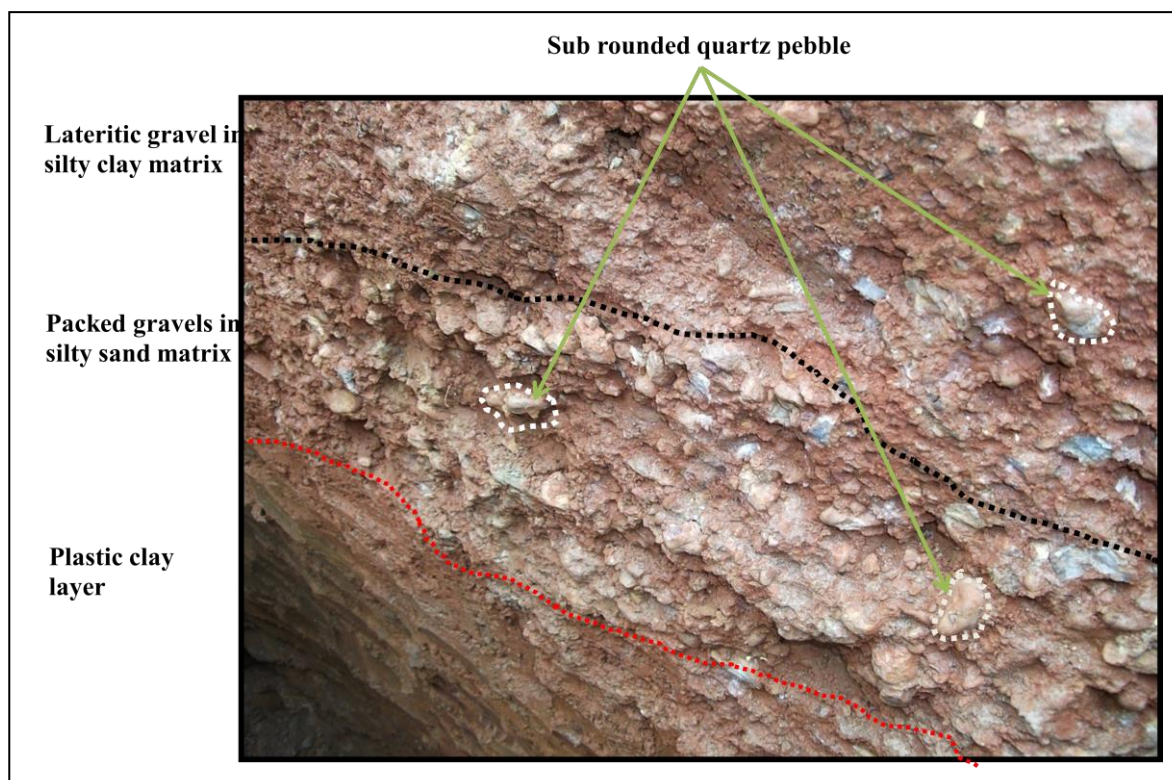 Sub rounded quartz pebble
Lateritic gravel in
silty clay matrix
Packed gravels in
silty sand matrix
Plastic clay
layer